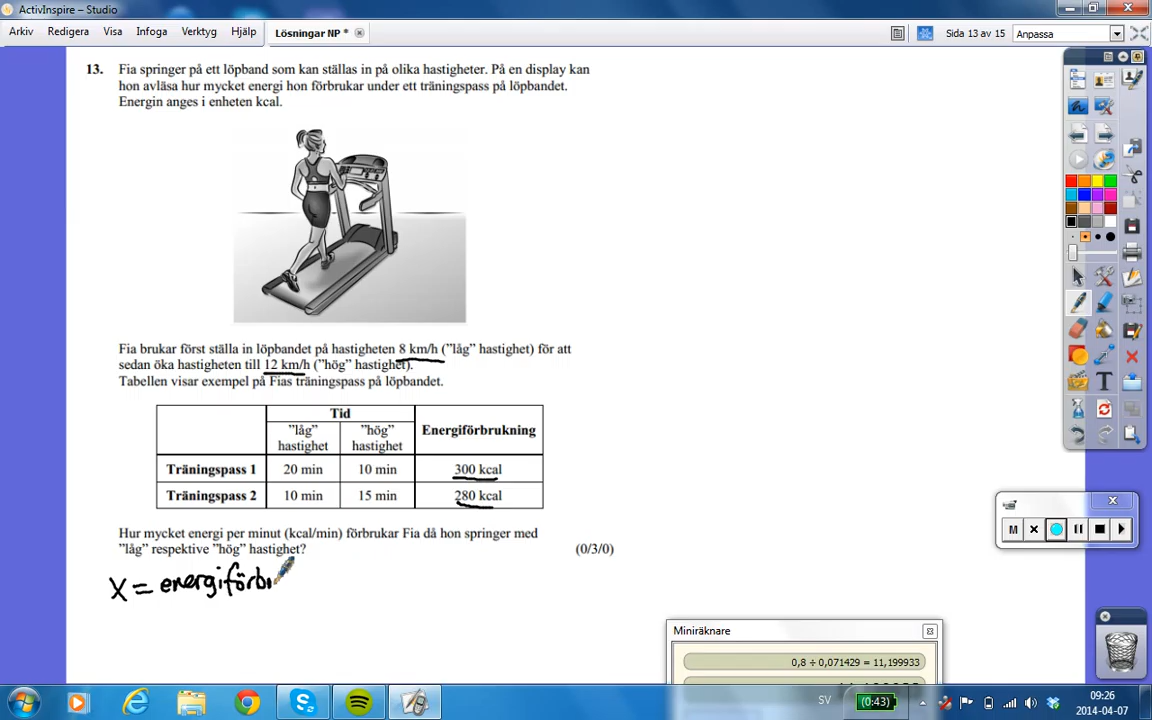 ActivInspire – Studio
Arkiv Redigera Visa Infoga Verktyg Hjälp
Lösningar NP *
Sida 13 av 15
Anpassa
13. Fia springer på ett löpband som kan ställas in på olika hastigheter. På en display kan
hon avläsa hur mycket energi hon förbrukar under ett träningspass på löpbandet.
Energin anges i enheten kcal.
Fia brukar först ställa in löpbandet på hastigheten 8 km/h (”låg” hastighet) för att
sedan öka hastigheten till 12 km/h (”hög” hastighet).
Tabellen visar exempel på Fias träningspass på löpbandet.
Tid
”låg” hastighet
”hög” hastighet
Energiförbrukning
Träningspass 1 20 min 10 min 300 kcal
Träningspass 2 10 min 15 min 280 kcal
Hur mycket energi per minut (kcal/min) förbrukar Fia då hon springer med
”låg” respektive ”hög” hastighet? (0/3/0)
X = energiförbr
M
Miniräknare
0,8 ÷ 0,071429 = 11,199933
SV
(0:43)
09:26
2014-04-07